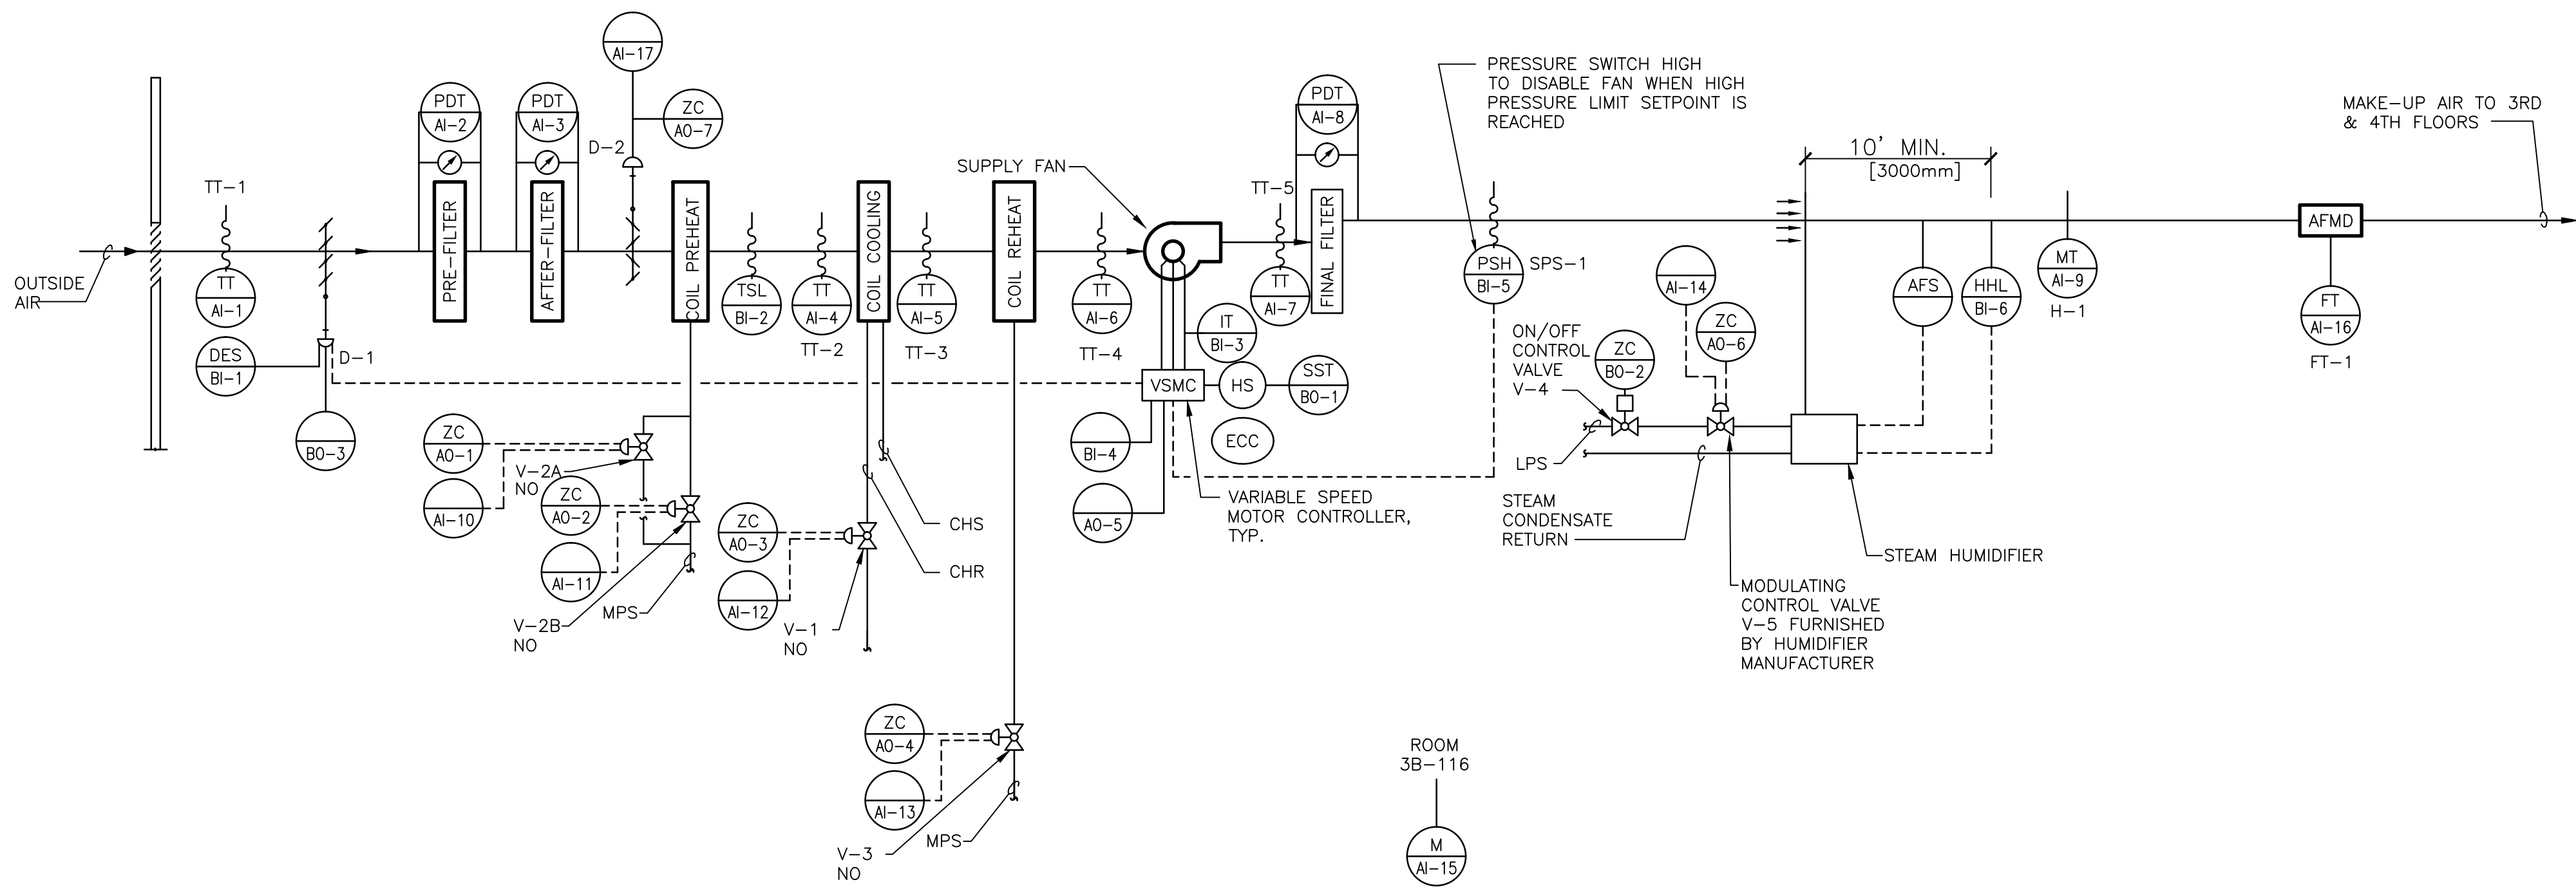 AI-17
PDT
AI-2
PDT
AI-3
ZC
AO-7
D-2
PRESSURE SWITCH HIGH
TO DISABLE FAN WHEN HIGH
PRESSURE LIMIT SETPOINT IS
REACHED
PDT
AI-8
MAKE-UP AIR TO 3RD
& 4TH FLOORS
10' MIN.
[3000mm]
SUPPLY FAN
TT-1
TT-5
OUTSIDE
AIR
TT
AI-1
DES
BI-1
D-1
BO-3
PRE-FILTER
AFTER-FILTER
COIL PREHEAT
TSL
BI-2
TT
AI-4
TT-2
COIL COOLING
TT
AI-5
TT-3
COIL REHEAT
TT
AI-6
TT-4
TT
AI-7
FINAL FILTER
IT
BI-3
VSMC
HS
SST
BO-1
ECC
BI-4
AO-5
VARIABLE SPEED
MOTOR CONTROLLER,
TYP.
PSH
BI-5
SPS-1
AI-14
ZC
AO-6
ON/OFF
CONTROL
VALVE
V-4
ZC
BO-2
LPS
STEAM
CONDENSATE
RETURN
MODULATING
CONTROL VALVE
V-5 FURNISHED
BY HUMIDIFIER
MANUFACTURER
STEAM HUMIDIFIER
AFS
HHL
BI-6
MT
AI-9
H-1
AFMD
FT
AI-16
FT-1
ZC
AO-1
AI-10
V-2A
NO
ZC
AO-2
AI-11
V-2B
NO
MPS
ZC
AO-3
AI-12
V-1
NO
CHS
CHR
ZC
AO-4
AI-13
V-3
NO
MPS
ROOM
3B-116
M
AI-15